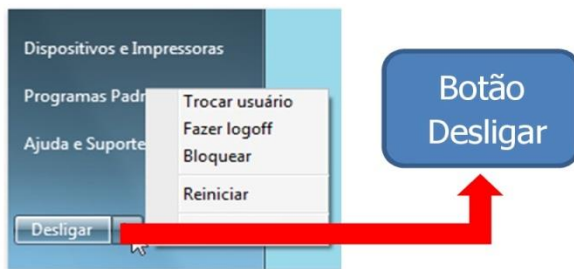 Dispositivos e Impressoras
Programas Padr
Ajuda e Suporte
Trocar usuário
Fazer logoff
Bloquear
Reiniciar
Desligar
Botão
Desligar